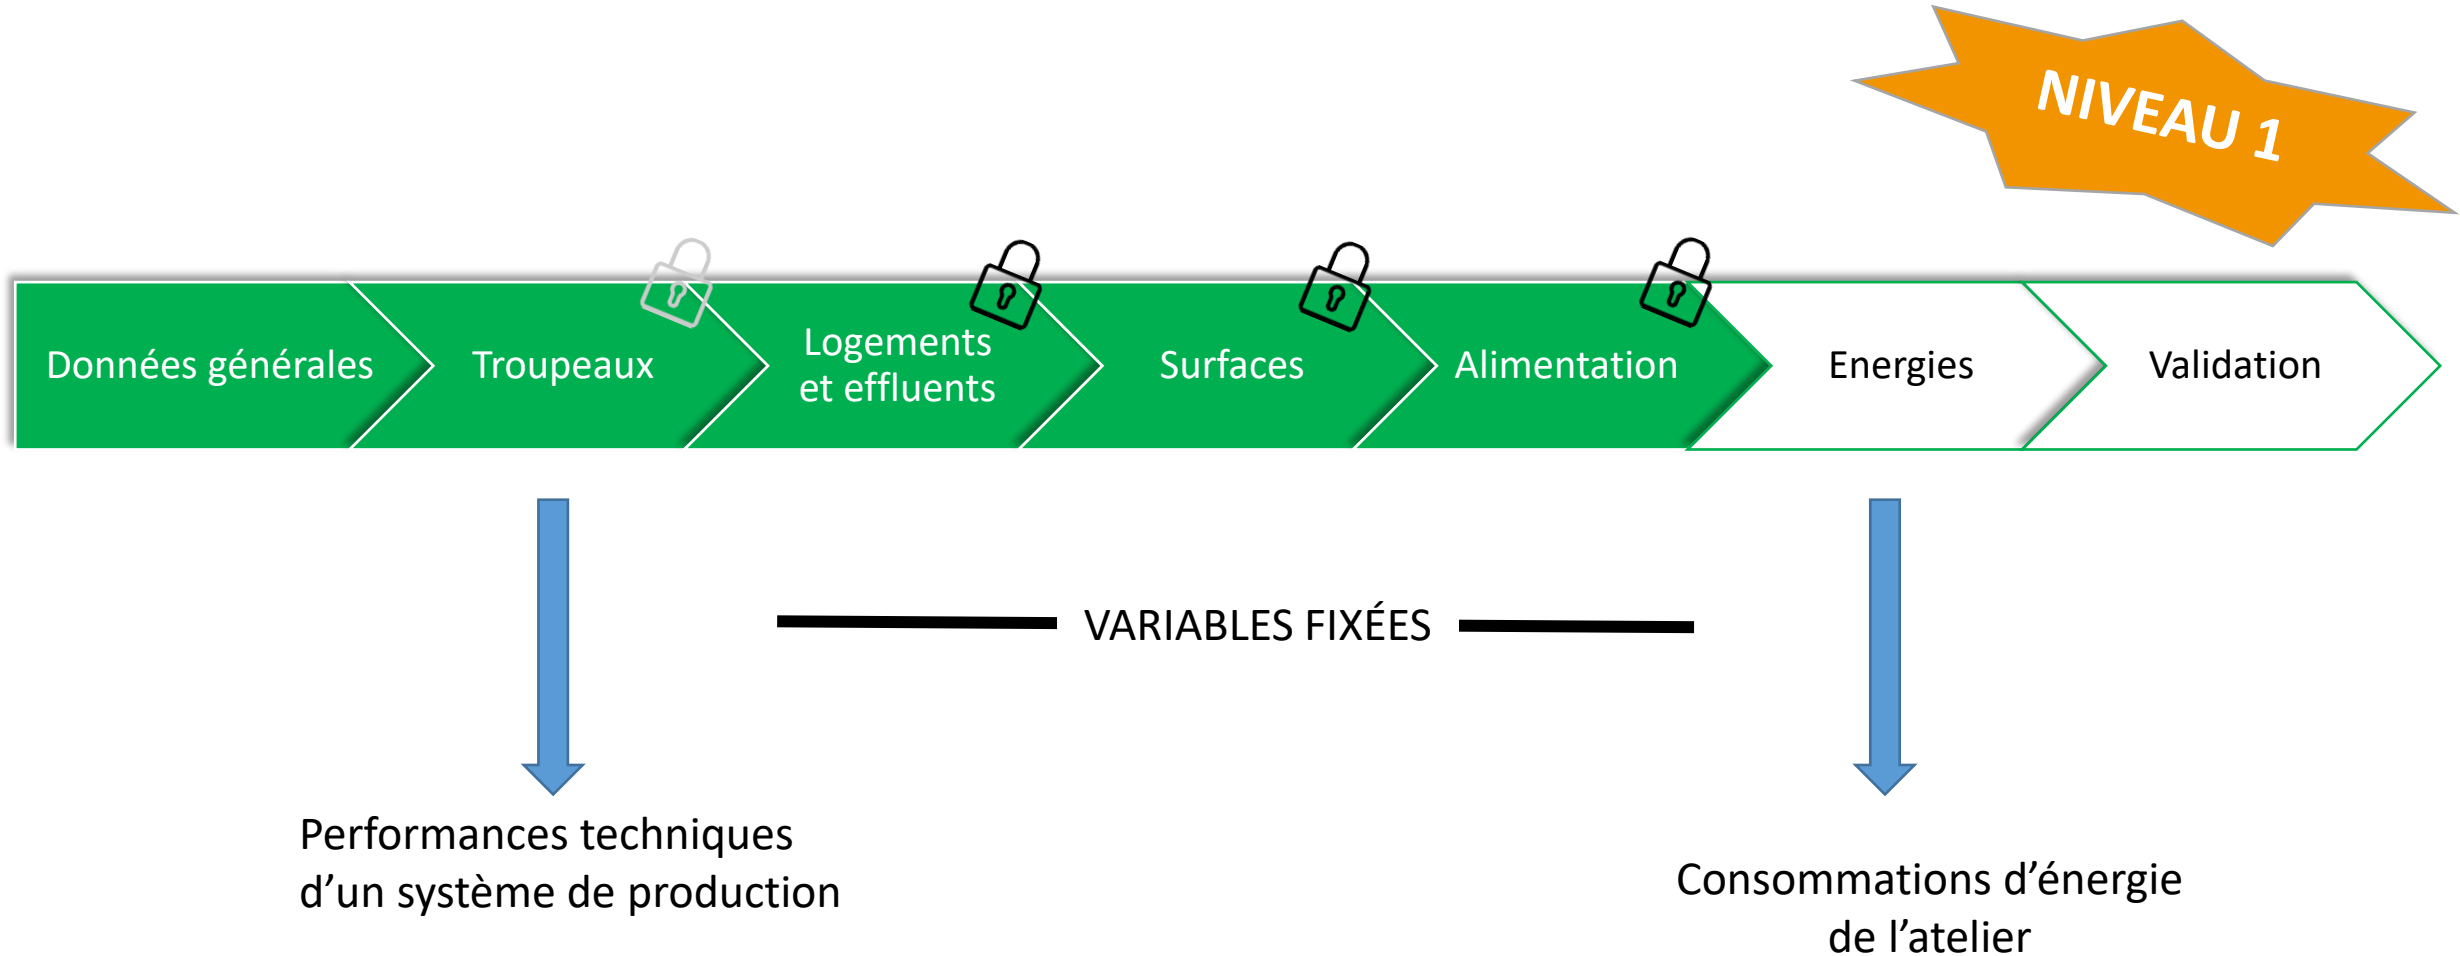 NIVEAU 1
Données générales
Troupeaux
Logements
et effluents
Surfaces
Alimentation
Energies
Validation
VARIABLES FIXÉES
Performances techniques
d’un système de production
Consommations d’énergie
de l’atelier